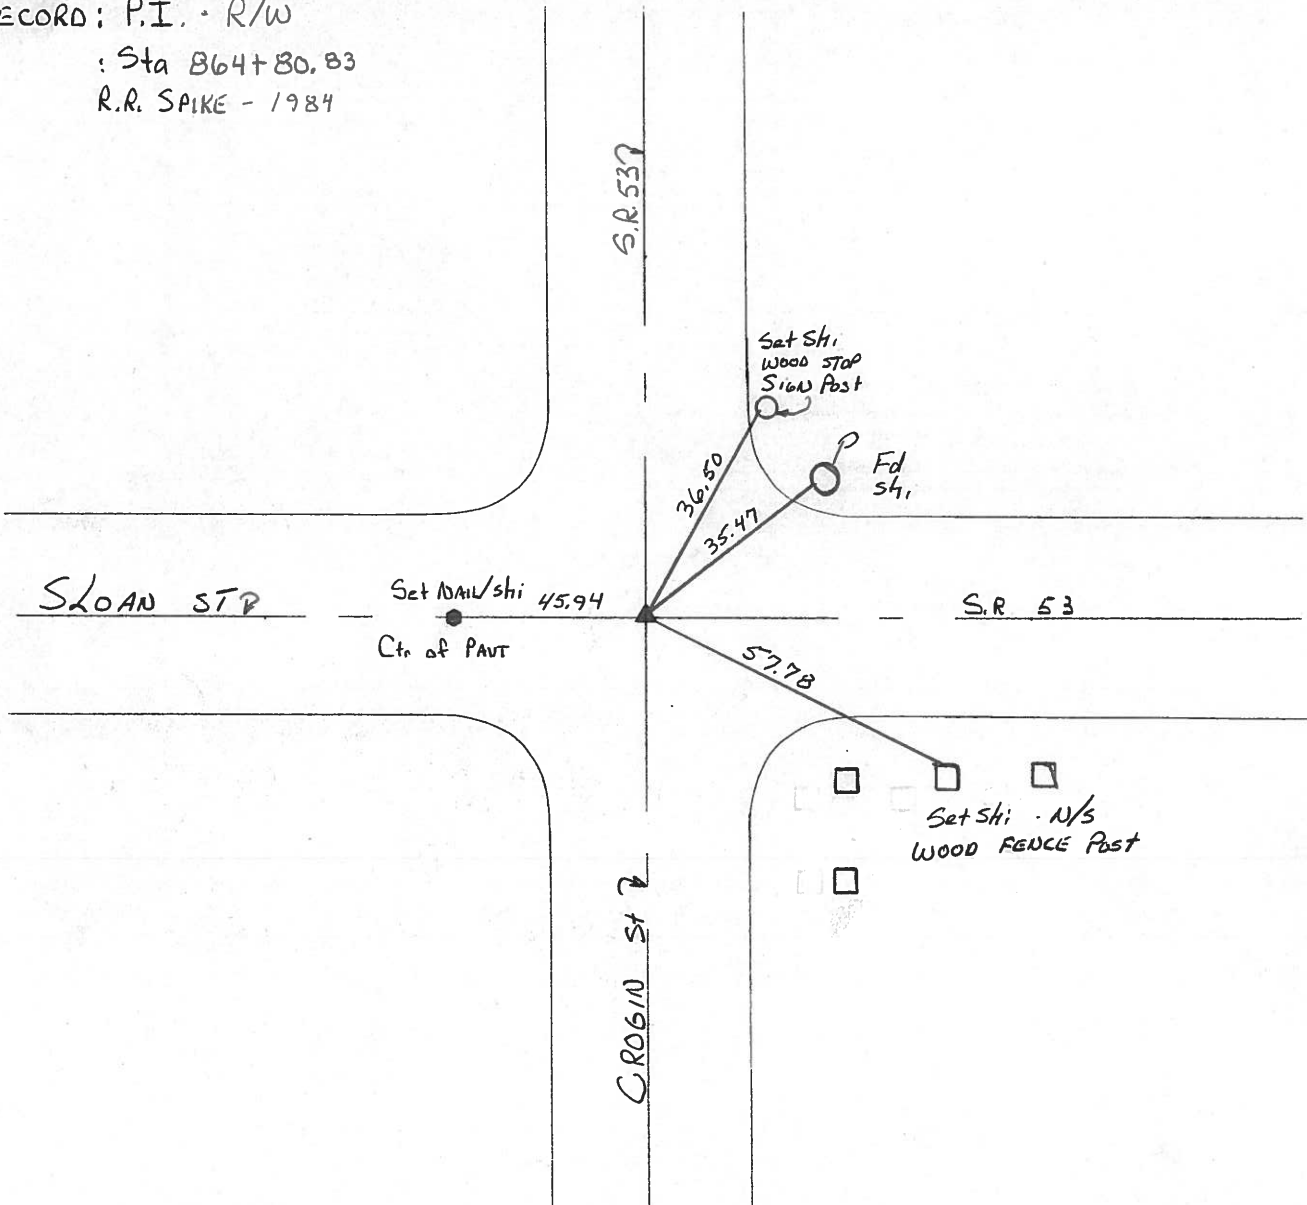 ECORD: P.I. · R/W
: Sta 864+80.83
R.R. SPIKE - 1984
S.R. 537
Set Shi
WOOD STOP
SIGN Post
36.50
P
Fd
Shi
35.47
SLOAN ST
Set NAIL/shi
45.94
Ctr of PAVT
S.R 53
57.78
Set Shi · N/S
WOOD FENCE Post
CROGIN St